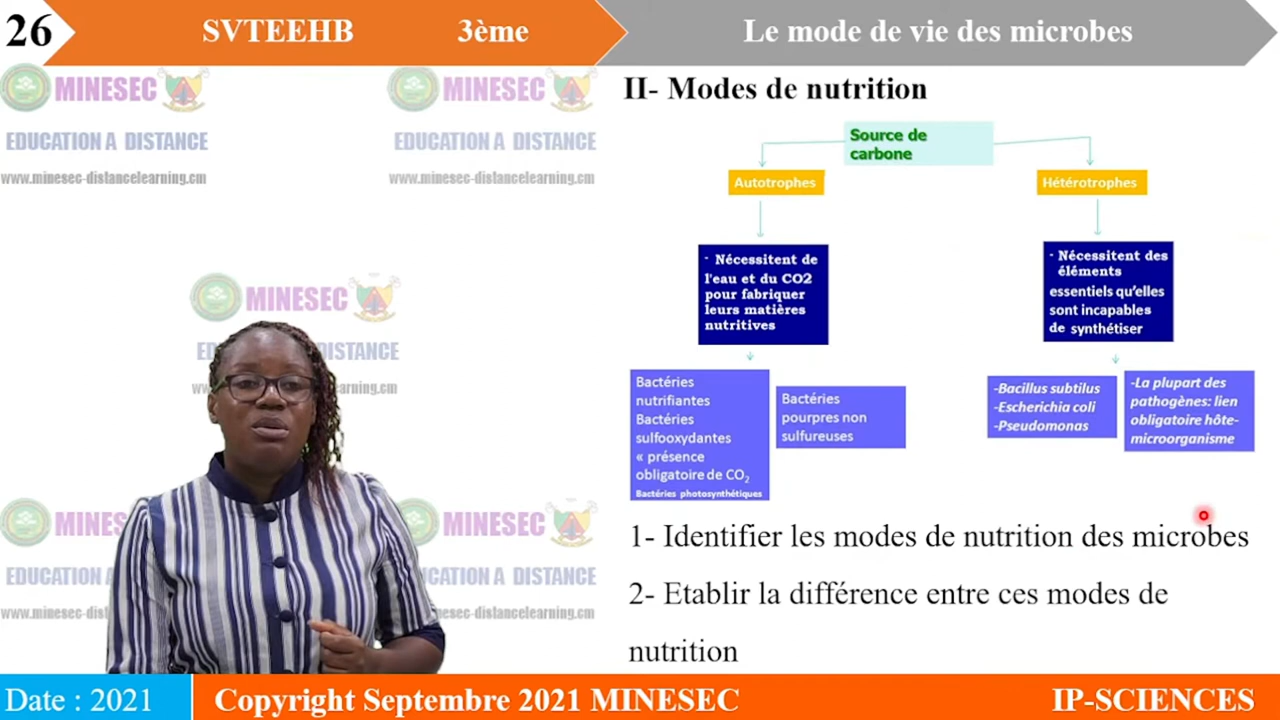 26
SVTEEHB
3ème
Le mode de vie des microbes
MINESEC
EDUCATION A DISTANCE
www.minesec-distancelearning.cm
MINESEC
EDUCATION A DISTANCE
www.minesec-distancelearning.cm
MINESEC
II- Modes de nutrition
Source de
carbone
Autotrophes
Hétérotrophes
- Nécessitent de
l'eau et du CO2
pour fabriquer
leurs matières
nutritives
- Nécessitent des
éléments
essentiels qu'elles
sont incapables
de synthétiser
Bactéries
nutrifiantes
Bactéries
sulfooxydantes
« présence
obligatoire de CO2
Bactéries photosynthétiques
Bactéries
pourpres non
sulfureuses
-Bacillus subtilus
-Escherichia coli
-Pseudomonas
-La plupart des
pathogènes: lien
obligatoire hôte-
microorganisme
1- Identifier les modes de nutrition des microbes
2- Etablir la différence entre ces modes de
nutrition
Date : 2021
Copyright Septembre 2021 MINESEC
IP-SCIENCES